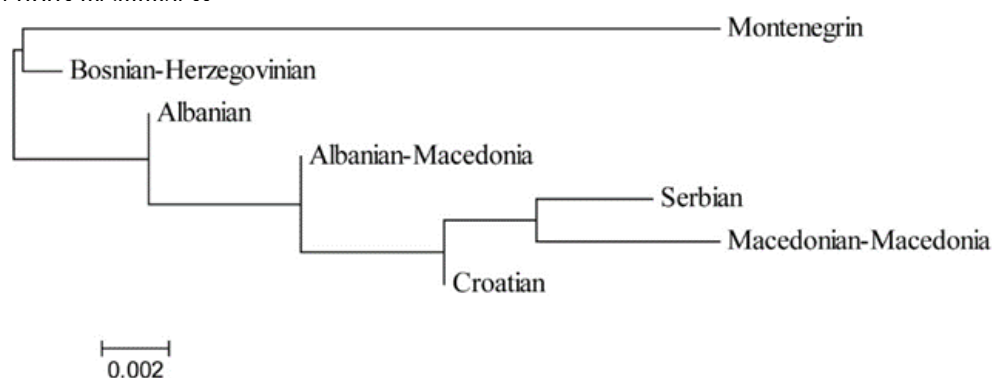 Montenegrin
Bosnian-Herzegovinian
Albanian
Albanian-Macedonia
Serbian
Macedonian-Macedonia
Croatian
0.002